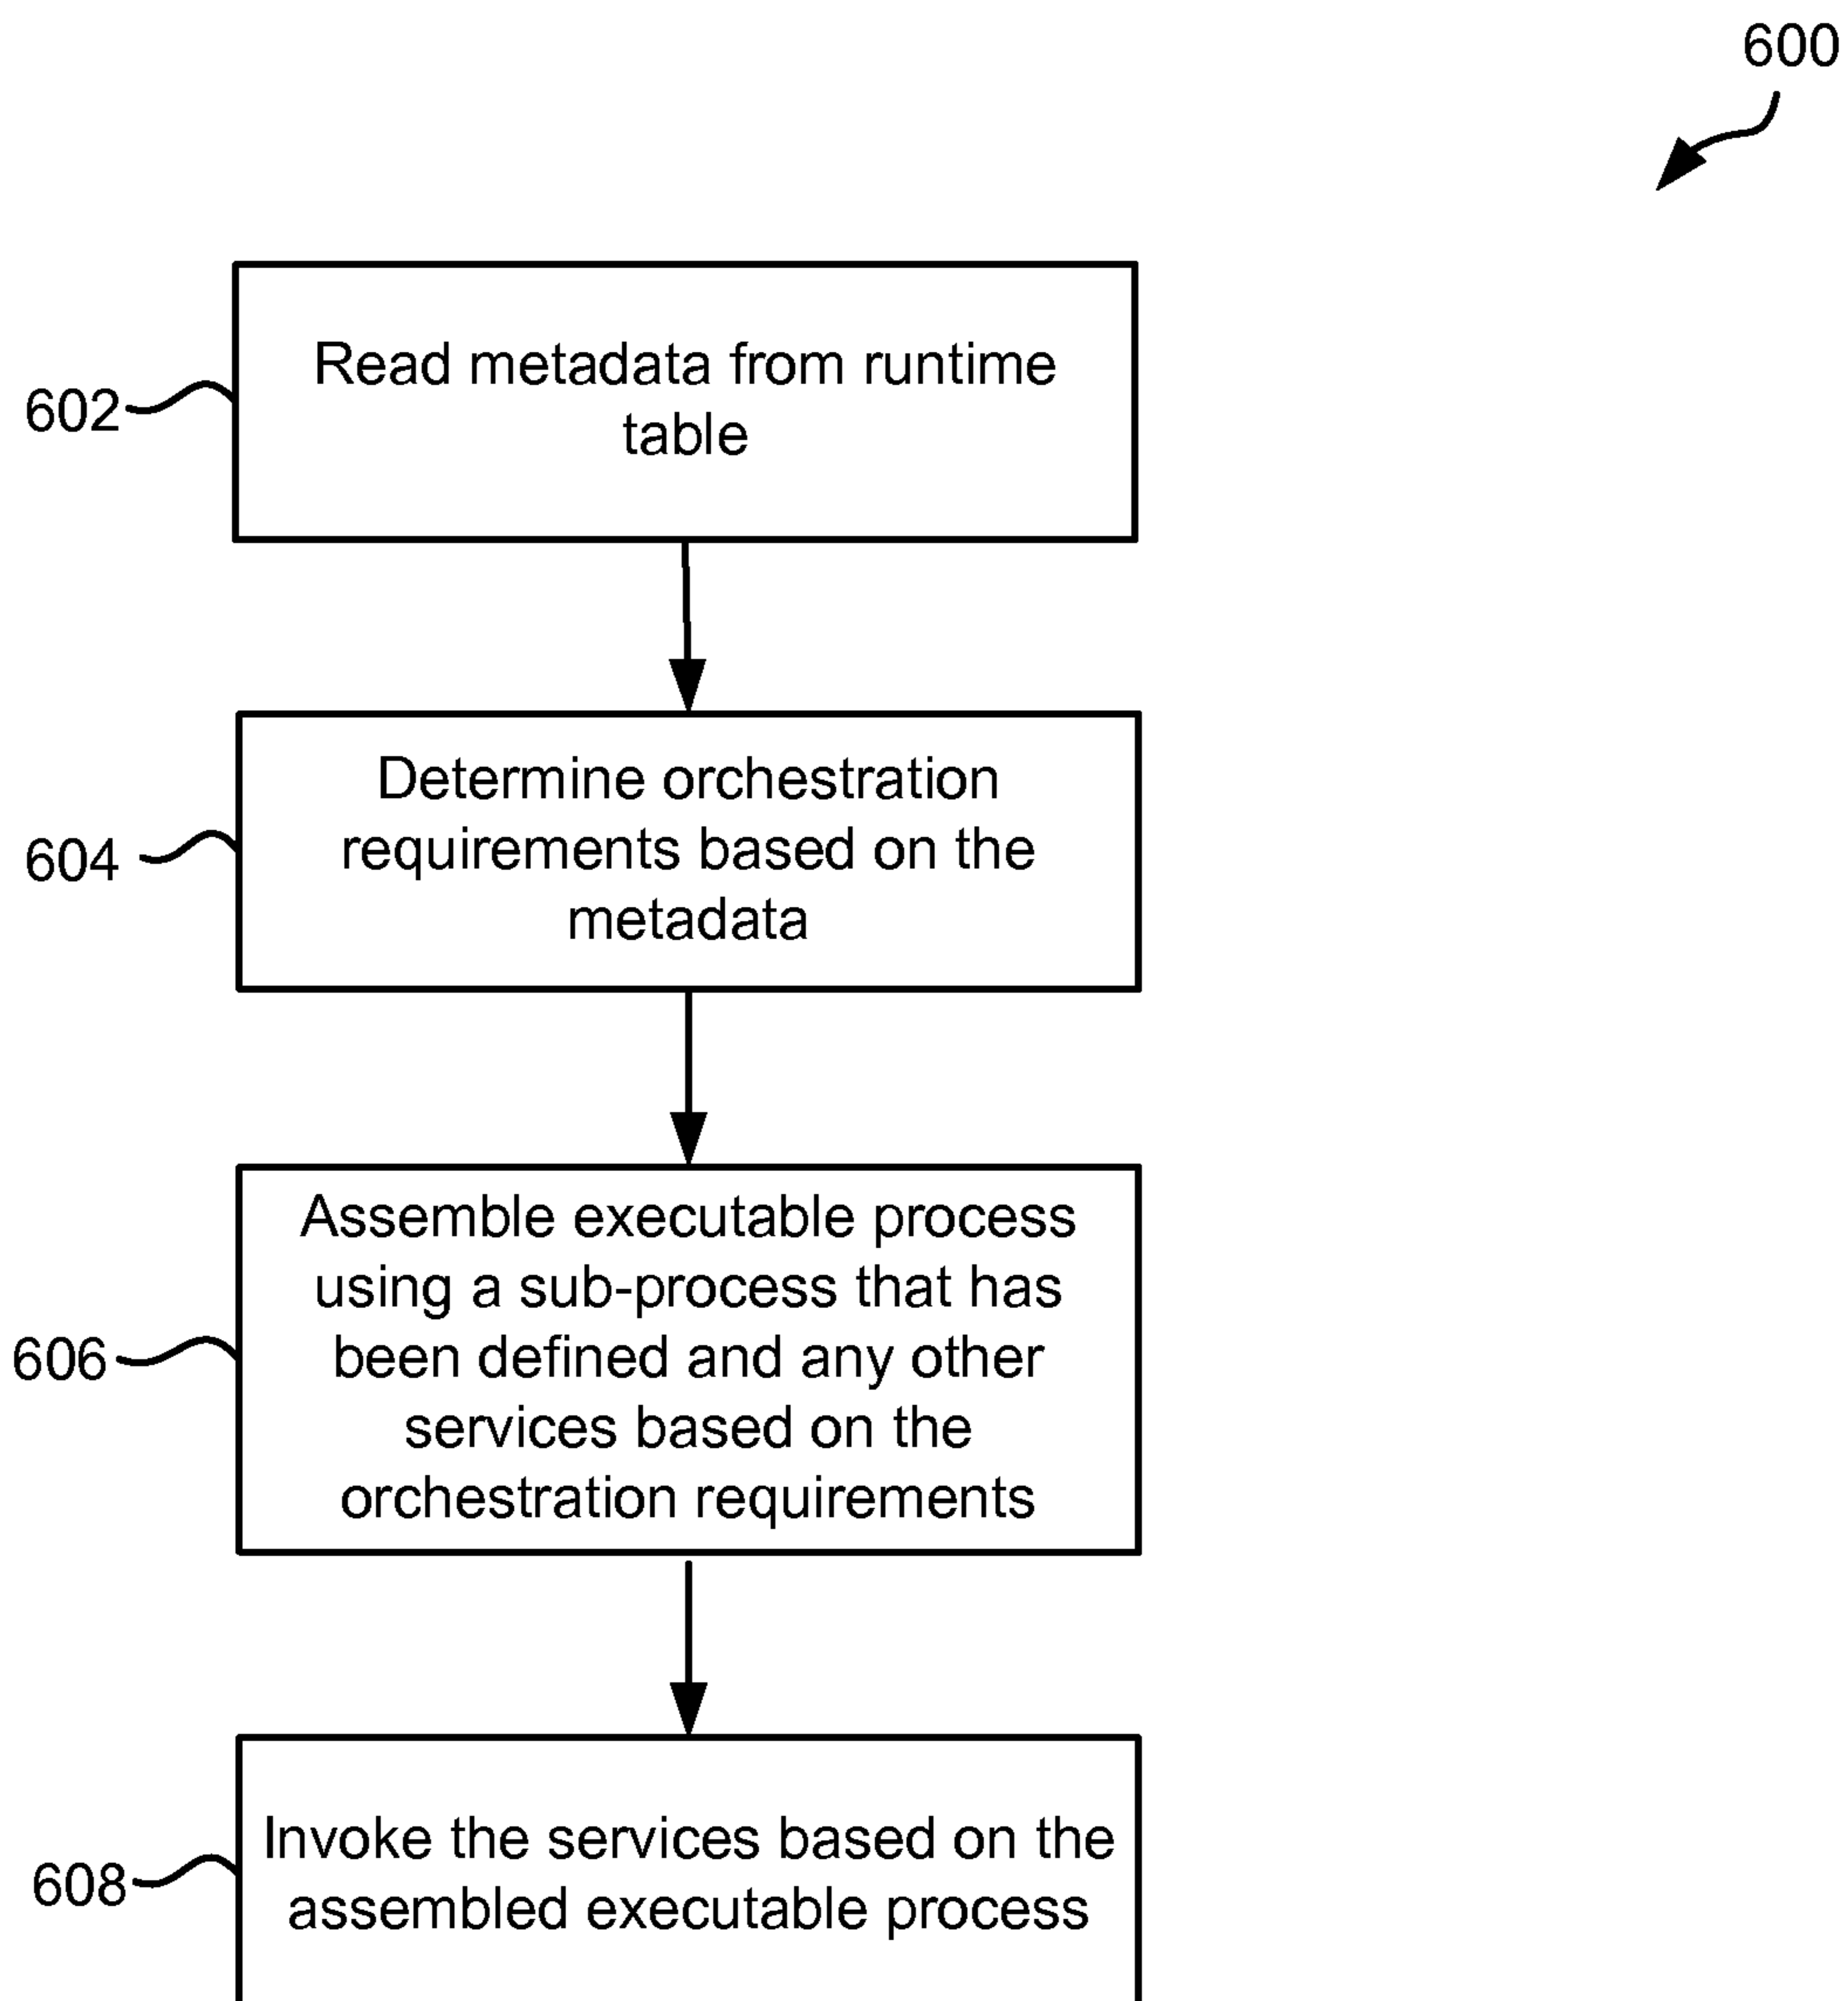 600
602
Read metadata from runtime
table
604
Determine orchestration
requirements based on the
metadata
606
Assemble executable process
using a sub-process that has
been defined and any other
services based on the
orchestration requirements
608
Invoke the services based on the
assembled executable process